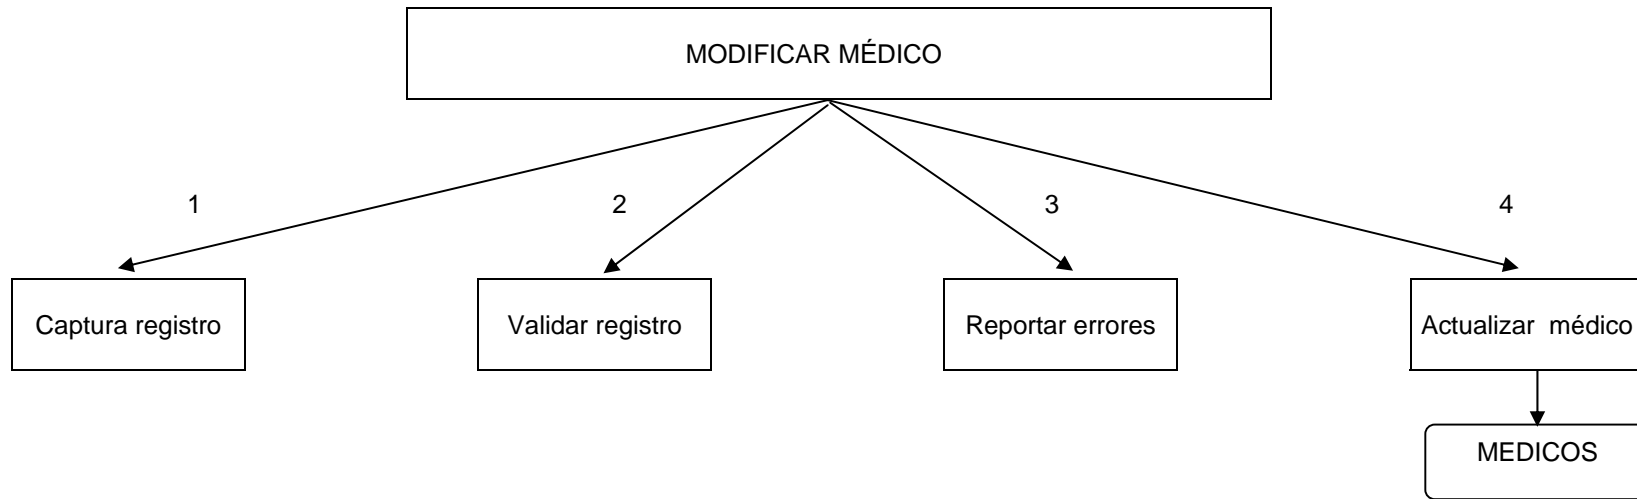 MODIFICAR MÉDICO
1
2
3
4
Captura registro
Validar registro
Reportar errores
Actualizar médico
MEDICOS